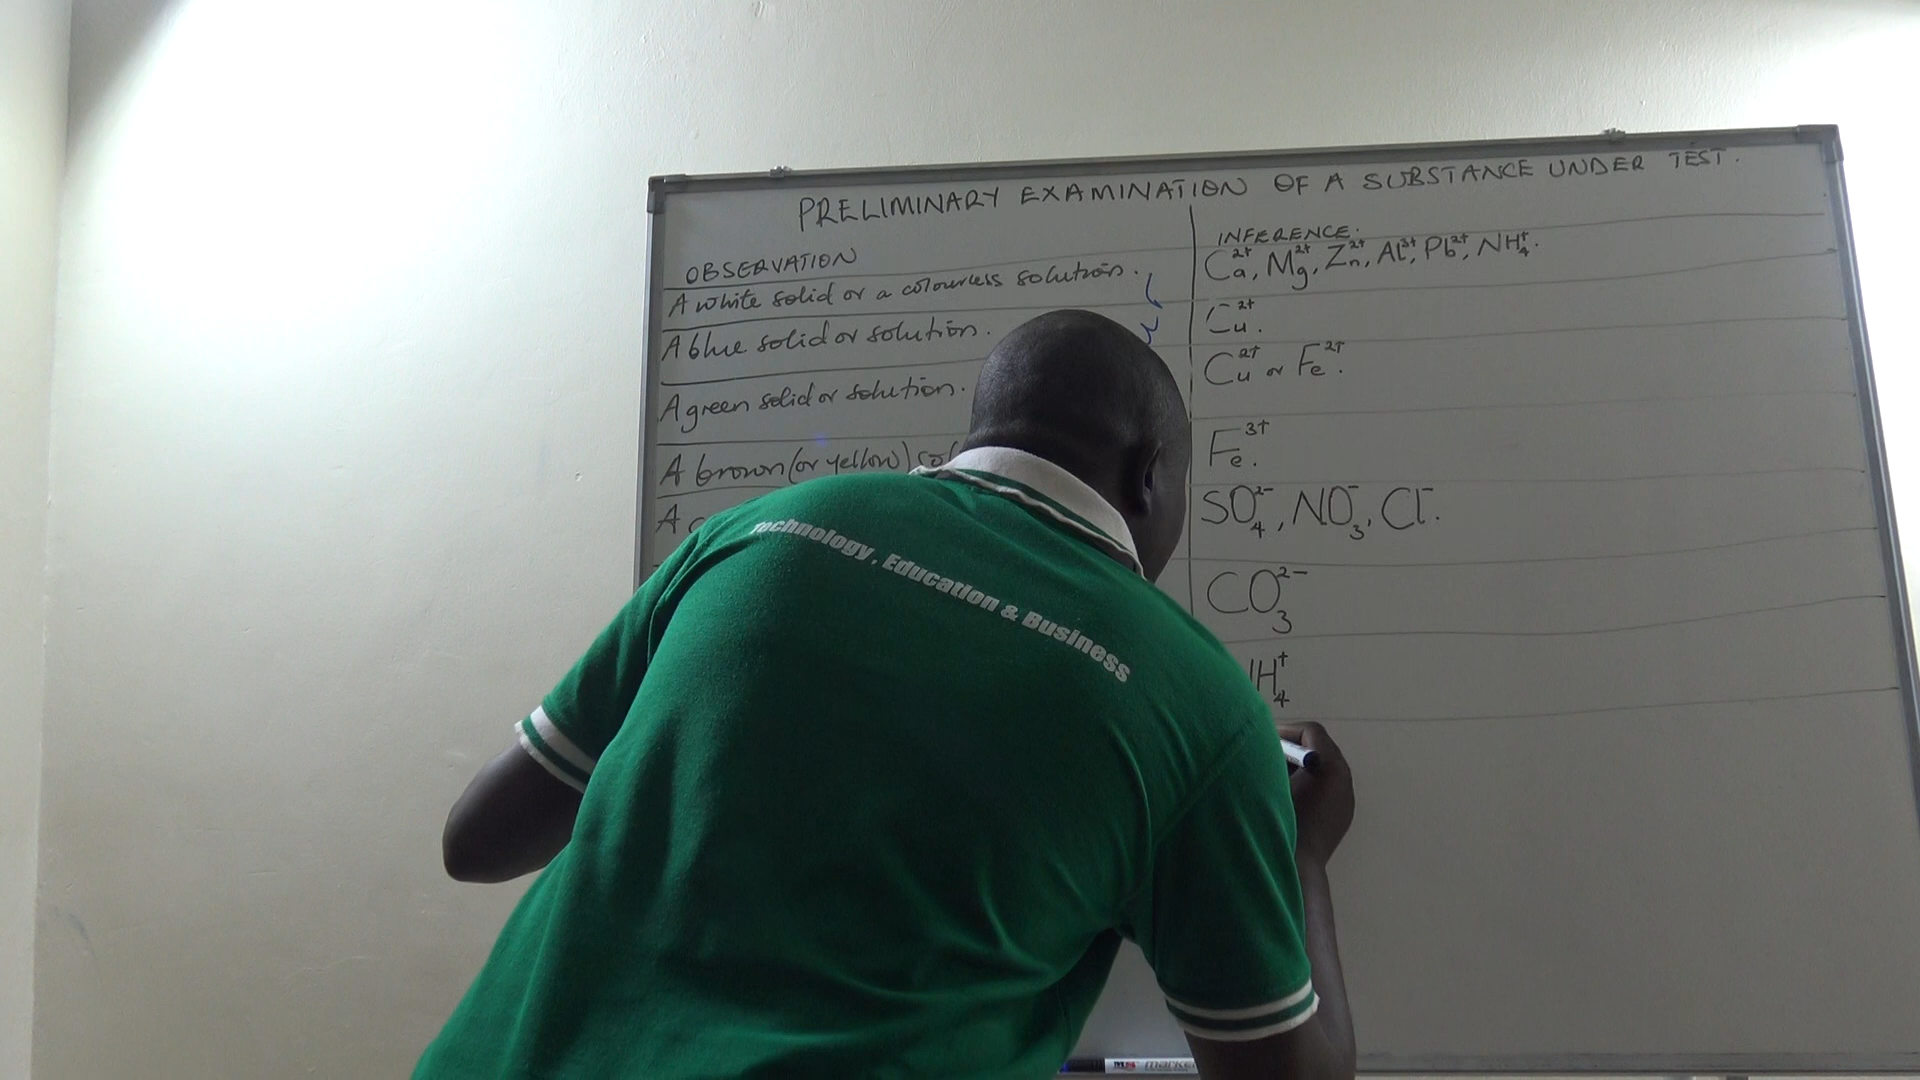 PRELIMINARY EXAMINATION OF A SUBSTANCE UNDER TEST.
OBSERVATION
INFERENCE.
A white solid or a colourless solution.
Ca²⁺, Mg²⁺, Zn²⁺, Al³⁺, Pb²⁺, NH₄⁺.
A blue solid or solution.
Cu²⁺.
A green solid or solution.
Cu²⁺ or Fe²⁺.
A brown (or yellow)
Fe³⁺.
A
SO₄²⁻, NO₃⁻, Cl⁻.
CO₃²⁻
H₄⁺
Technology, Education & Business